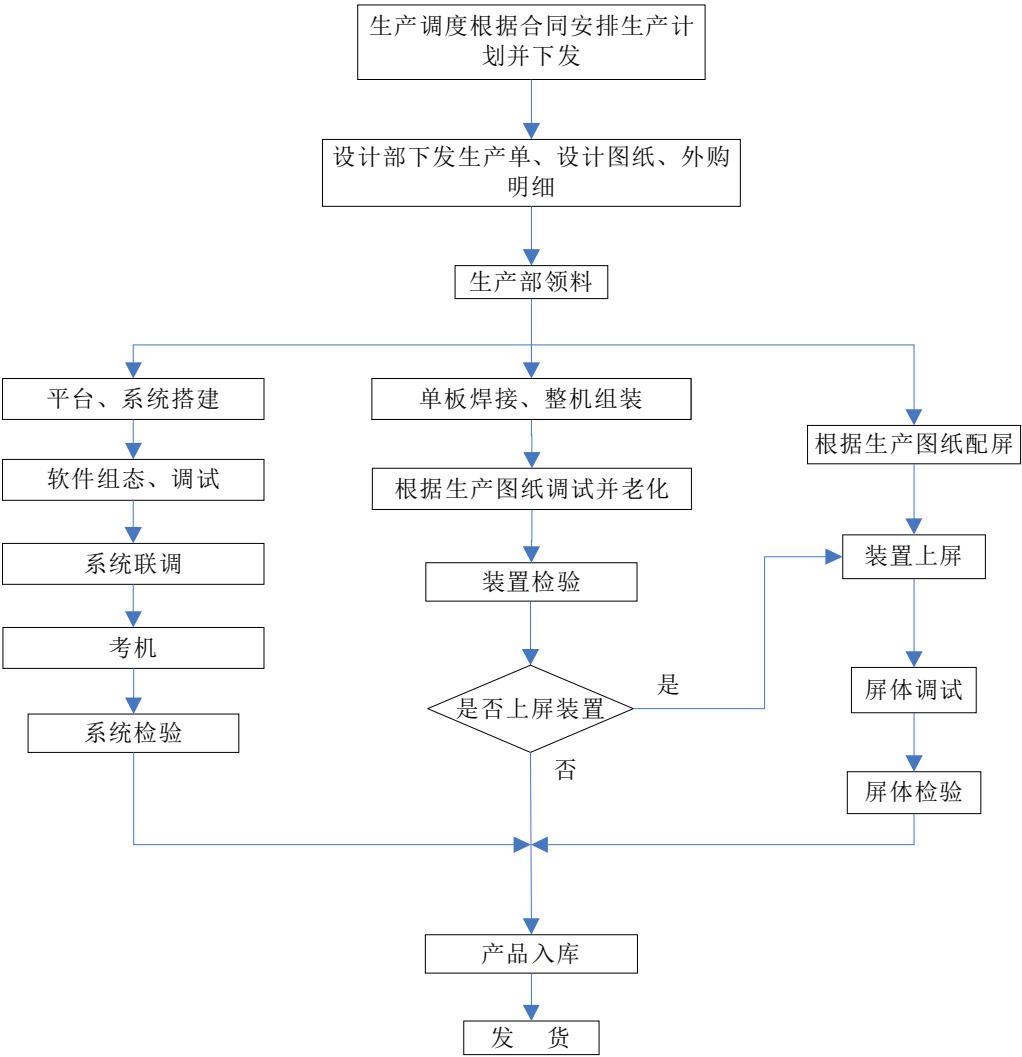 生产调度根据合同安排生产计
划并下发
设计部下发生产单、设计图纸、外购
明细
生产部领料
平台、系统搭建
单板焊接、整机组装
根据生产图纸配屏
软件组态、调试
根据生产图纸调试并老化
系统联调
装置检验
装置上屏
考机
是否上屏装置
是
屏体调试
系统检验
否
屏体检验
产品入库
发 货